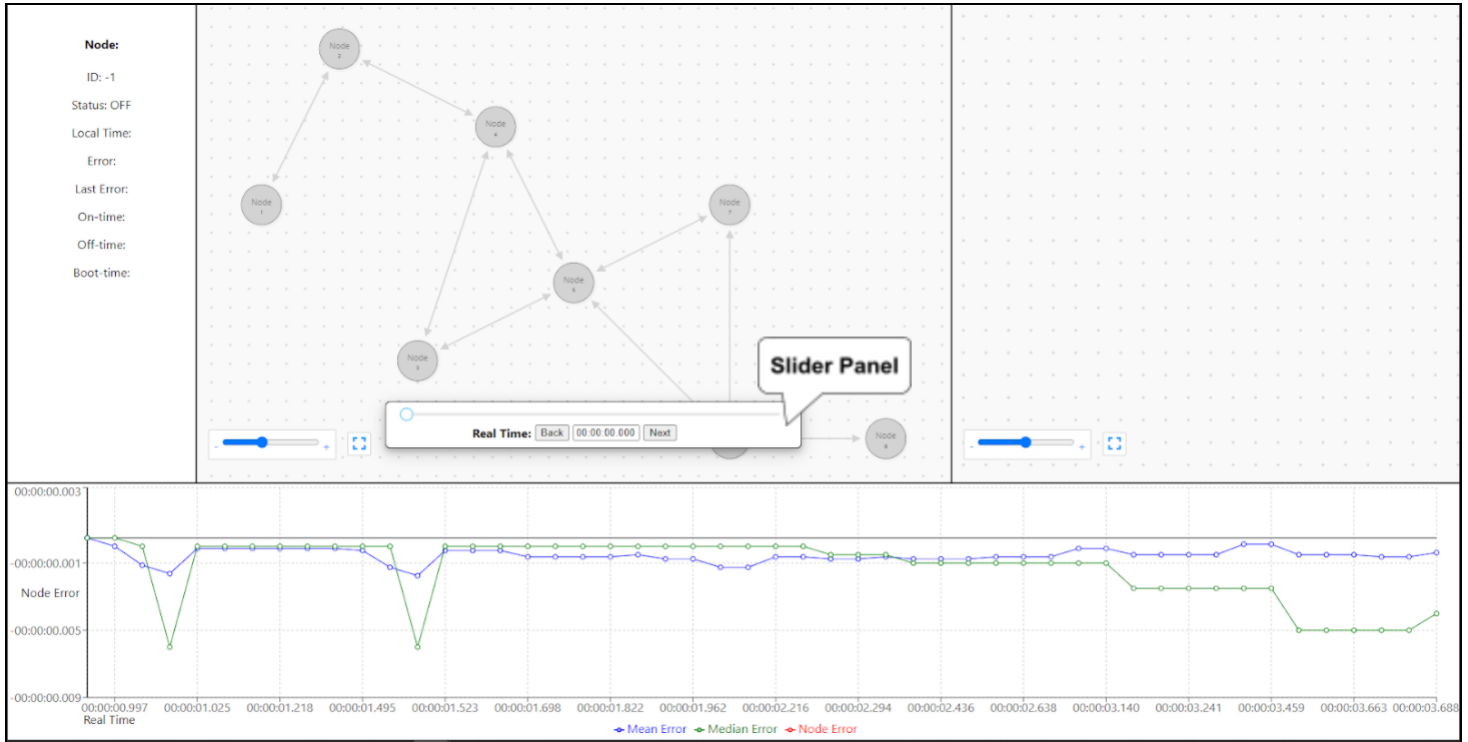 Node:
ID: -1
Status: OFF
Local Time:
Error:
Last Error:
On-time:
Off-time:
Boot-time:
Node
2
Node
4
Node
1
Node
7
Node
Node
3
Node
Slider Panel
Real Time: Back 00:00:00.000 Next
- +
- +
00:00:00.003
-00:00:00.001
Node Error
-00:00:00.005
-00:00:00.009
00:00:00.997 00:00:01.025 00:00:01.218 00:00:01.495 00:00:01.523 00:00:01.698 00:00:01.822 00:00:01.962 00:00:02.216 00:00:02.294 00:00:02.436 00:00:02.638 00:00:03.140 00:00:03.241 00:00:03.459 00:00:03.663 00:00:03.688
Real Time
Mean Error Median Error Node Error